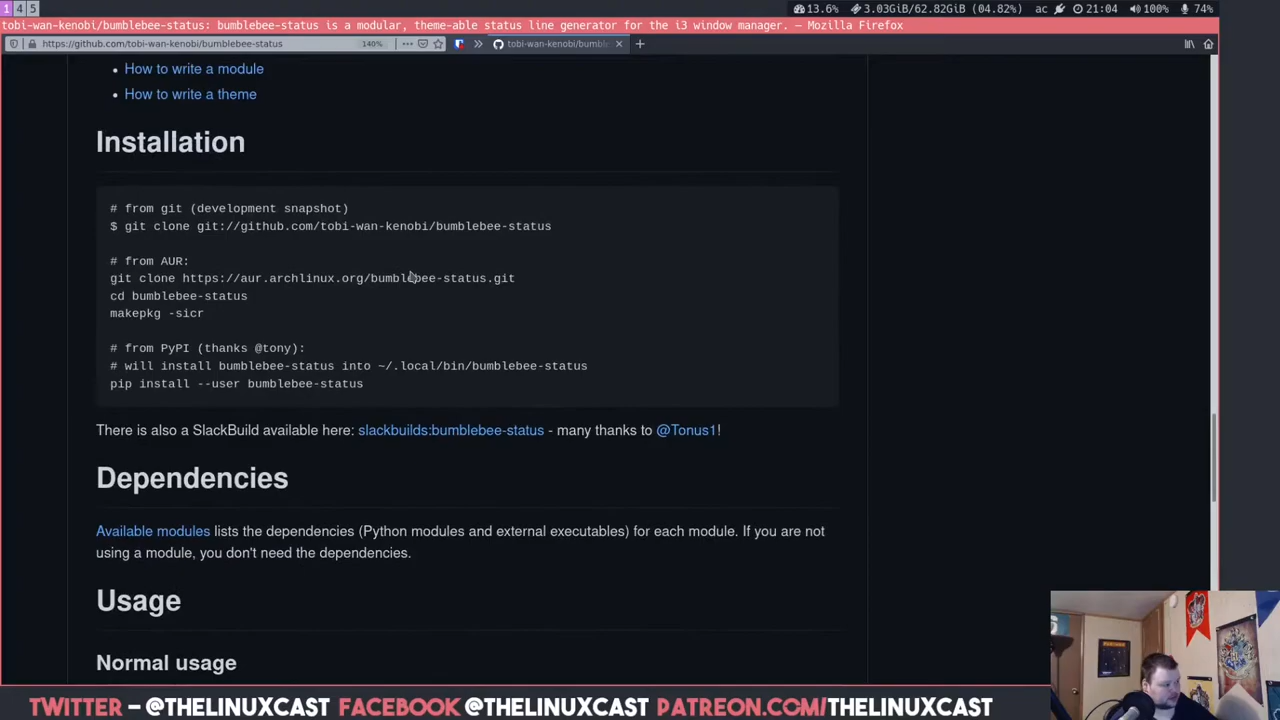 1 4 5
13.6% 3.03GiB/62.82GiB (04.82%) 21:04 ac 100% 74%
tobi-wan-kenobi/bumblebee-status: bumblebee-status is a modular, theme-able status line generator for the i3 window manager. — Mozilla Firefox
https://github.com/tobi-wan-kenobi/bumblebee-status 140% tobi-wan-kenobi/bumbl
How to write a module
How to write a theme
Installation
# from git (development snapshot)
$ git clone git://github.com/tobi-wan-kenobi/bumblebee-status
# from AUR:
git clone https://aur.archlinux.org/bumblebee-status.git
cd bumblebee-status
makepkg -sicr
# from PyPI (thanks @tony):
# will install bumblebee-status into ~/.local/bin/bumblebee-status
pip install --user bumblebee-status
There is also a SlackBuild available here: slackbuilds:bumblebee-status - many thanks to @Tonus1!
Dependencies
Available modules lists the dependencies (Python modules and external executables) for each module. If you are not
using a module, you don't need the dependencies.
Usage
Normal usage
TWITTER – @THELINUXCAST FACEBOOK @THELINUXCAST PATREON.COM/THELINUXCAST